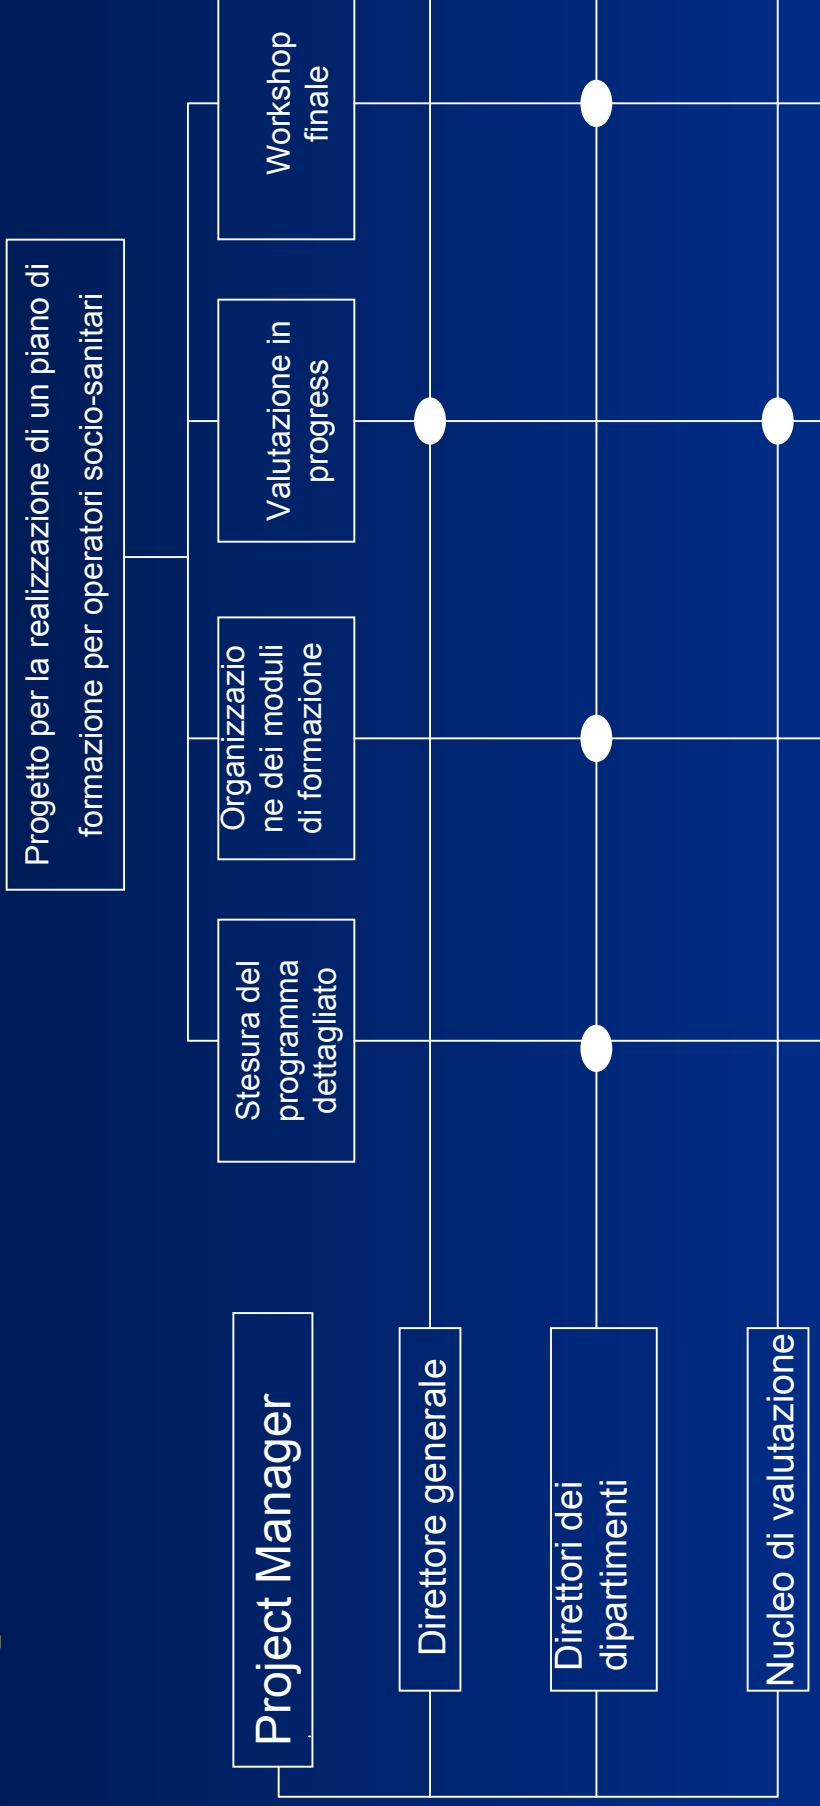 Progetto per la realizzazione di un piano di
formazione per operatori socio-sanitari
Project Manager
Stesura del
programma
dettagliato
Organizzazio
ne dei moduli
di formazione
Valutazione in
progress
Workshop
finale
Direttore generale
Direttori dei
dipartimenti
Nucleo di valutazione